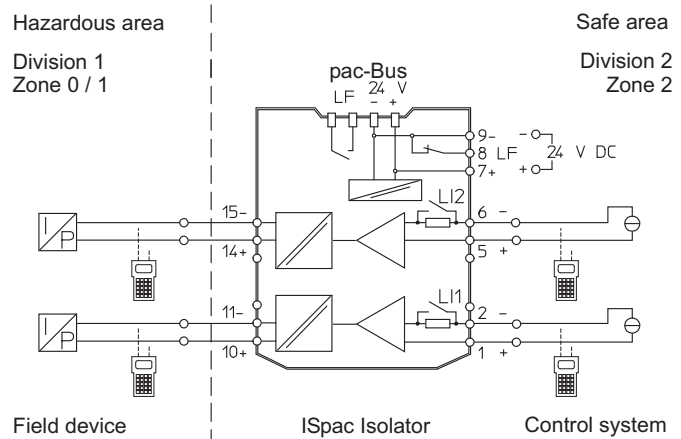 Hazardous area
Safe area
Division 1
Zone 0 / 1
Division 2
Zone 2
pac-Bus
LF 24 V
- +
9-
8 LF
7+
-
+
24 V DC
LI2
15-
14+
6 -
5 +
I/P
LI1
11-
10+
2 -
1 +
I/P
Field device
ISpac Isolator
Control system